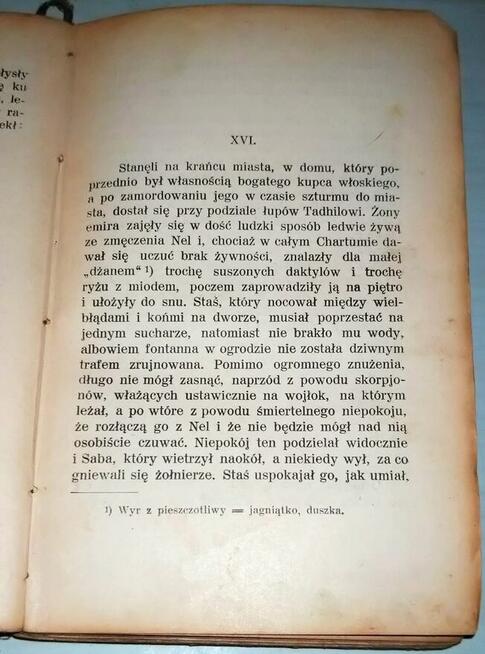 łysły
ę ku
, le-
ra-
ekł:
XVI.
Stanęli na krańcu miasta, w domu, który po-
przednio był własnością bogatego kupca włoskiego,
a po zamordowaniu jego w czasie szturmu do mia-
sta, dostał się przy podziale łupów Tadhilowi. Żony
emira zajęły się w dość ludzki sposób ledwie żywą
ze zmęczenia Nel i, chociaż w całym Chartumie da-
wał się uczuć brak żywności, znalazły dla małej
„dżanem“ ¹) trochę suszonych daktylów i trochę
ryżu z miodem, poczem zaprowadziły ją na piętro
i ułożyły do snu. Staś, który nocował między wiel-
błądami i końmi na dworze, musiał poprzestać na
jednym sucharze, natomiast nie brakło mu wody,
albowiem fontanna w ogrodzie nie została dziwnym
trafem zrujnowana. Pomimo ogromnego znużenia,
długo nie mógł zasnąć, naprzód z powodu skorpjo-
nów, włażących ustawicznie na wojłok, na którym
leżał, a po wtóre z powodu śmiertelnego niepokoju,
że rozłączą go z Nel i że nie będzie mógł nad nią
osobiście czuwać. Niepokój ten podzielał widocznie
i Saba, który wietrzył naokół, a niekiedy wył, za co
gniewali się żołnierze. Staś uspokajał go, jak umiał,
¹) Wyr z pieszczotliwy = jagniątko, duszka.